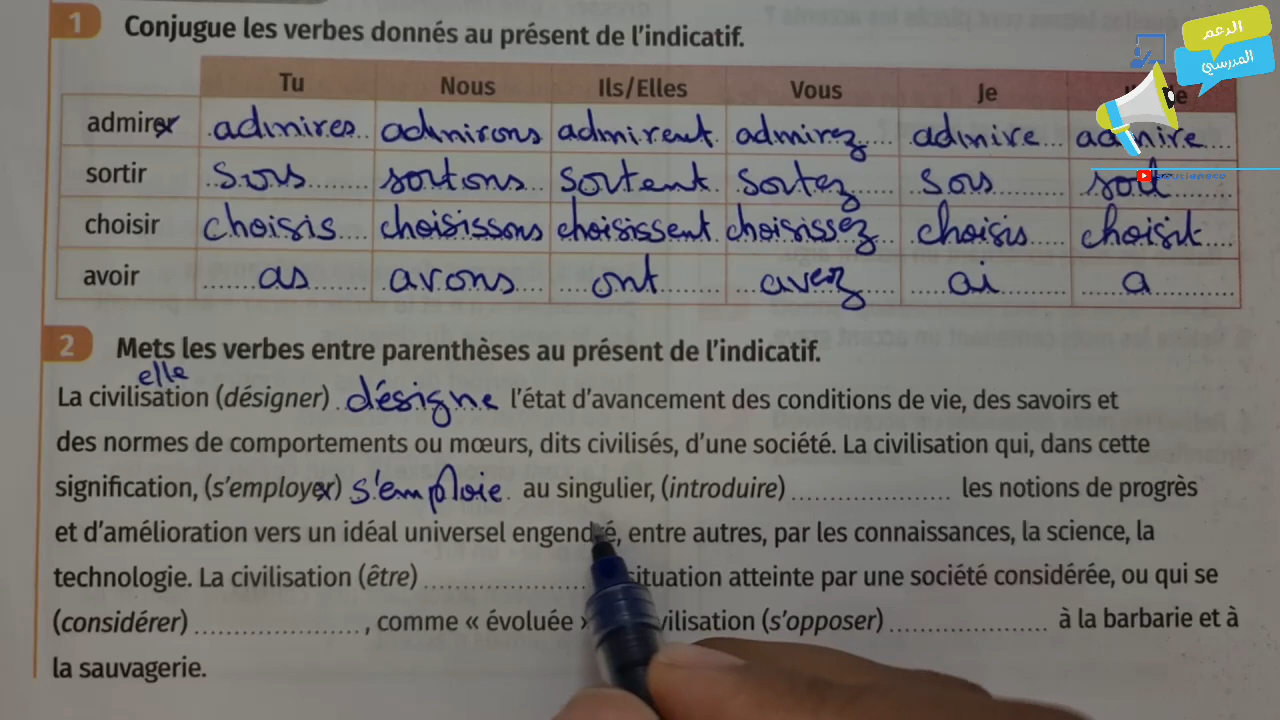 1 Conjugue les verbes donnés au présent de l'indicatif.
Tu Nous Ils/Elles Vous Je
admirer admires admirons admirent admirez admire admire
sortir sors sortons sortent sortez sors sort
choisir choisis choisissons choisissent choisissez choisis choisit
avoir as avons ont avez ai a
2 Mets les verbes entre parenthèses au présent de l'indicatif.
elle
La civilisation (désigner) désigne l'état d'avancement des conditions de vie, des savoirs et
des normes de comportements ou mœurs, dits civilisés, d'une société. La civilisation qui, dans cette
signification, (s'employer) s'emploie au singulier, (introduire) .................... les notions de progrès
et d'amélioration vers un idéal universel engendré, entre autres, par les connaissances, la science, la
technologie. La civilisation (être) .................... situation atteinte par une société considérée, ou qui se
(considérer) ...................., comme « évoluée » (s'opposer) .................... à la barbarie et à
la sauvagerie.
الدعم
المدرسي